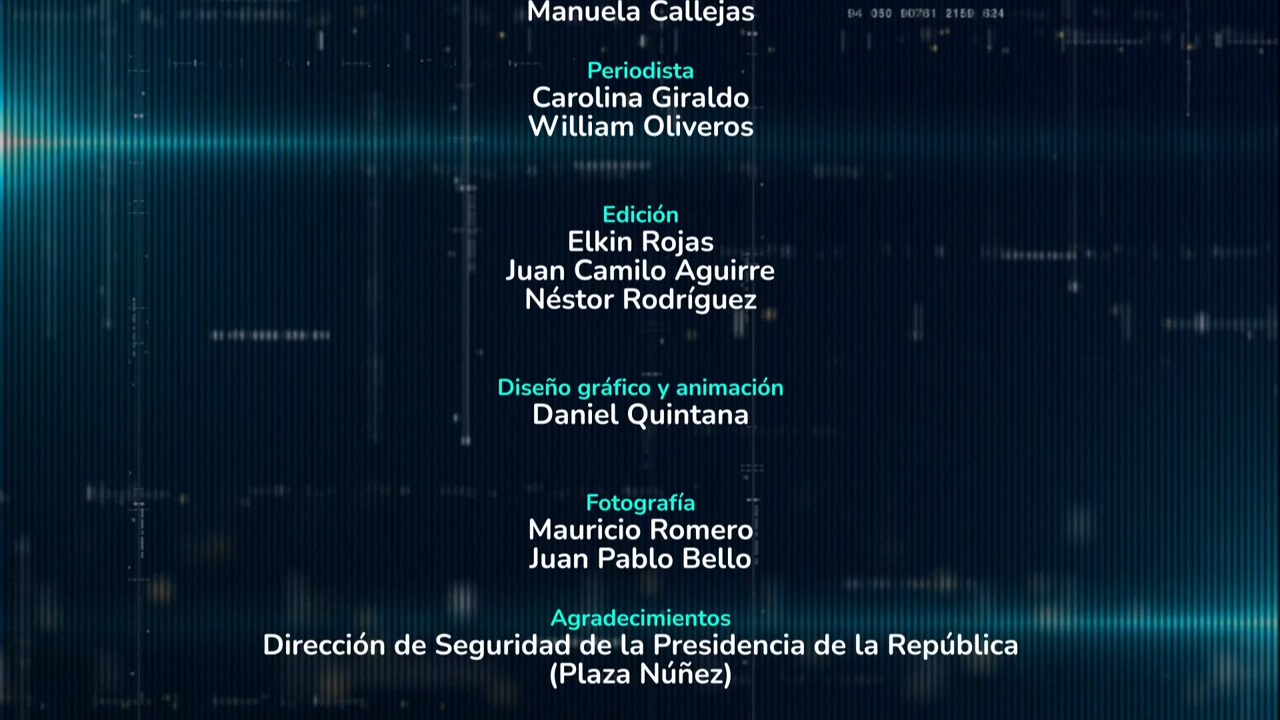 Manuela Callejas
94 050 90761 2159 624
Periodista
Carolina Giraldo
William Oliveros
Edición
Elkin Rojas
Juan Camilo Aguirre
Néstor Rodríguez
Diseño gráfico y animación
Daniel Quintana
Fotografía
Mauricio Romero
Juan Pablo Bello
Agradecimientos
Dirección de Seguridad de la Presidencia de la República
(Plaza Núñez)